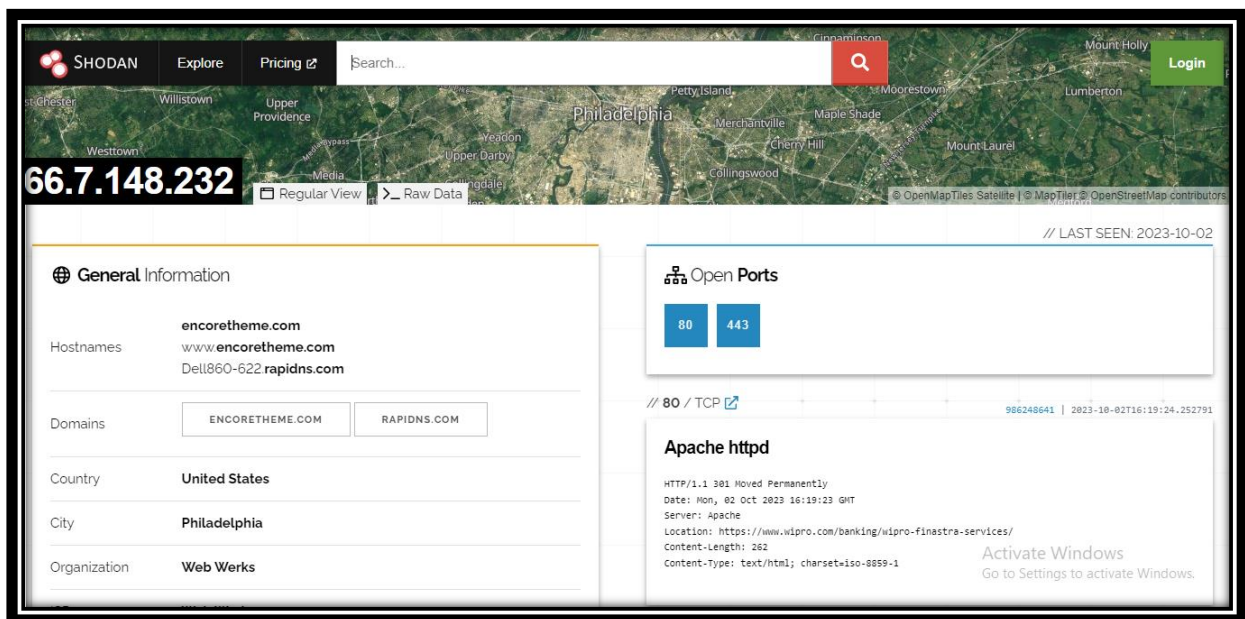 SHODAN Explore Pricing Search... Login
Cinnaminson
Mount Holly
Willistown
Upper Providence
Petty Island
Moorestown
Lumberton
Philadelphia
Merchantville
Maple Shade
Yeadon
Westtown
Upper Darby
Cherry Hill
Mount Laurel
Media
Collingswood
66.7.148.232
Regular View >_ Raw Data
© OpenMapTiles Satellite | © MapTiler © OpenStreetMap contributors
// LAST SEEN: 2023-10-02
General Information
Hostnames
encoretheme.com
www.encoretheme.com
Dell860-622.rapidns.com
Domains ENCORETHEME.COM RAPIDNS.COM
Country United States
City Philadelphia
Organization Web Werks
Open Ports
80 443
// 80 / TCP
986248641 | 2023-10-02T16:19:24.252791
Apache httpd
HTTP/1.1 301 Moved Permanently
Date: Mon, 02 Oct 2023 16:19:23 GMT
Server: Apache
Location: https://www.wipro.com/banking/wipro-finastra-services/
Content-Length: 262
Content-Type: text/html; charset=iso-8859-1
Activate Windows
Go to Settings to activate Windows.